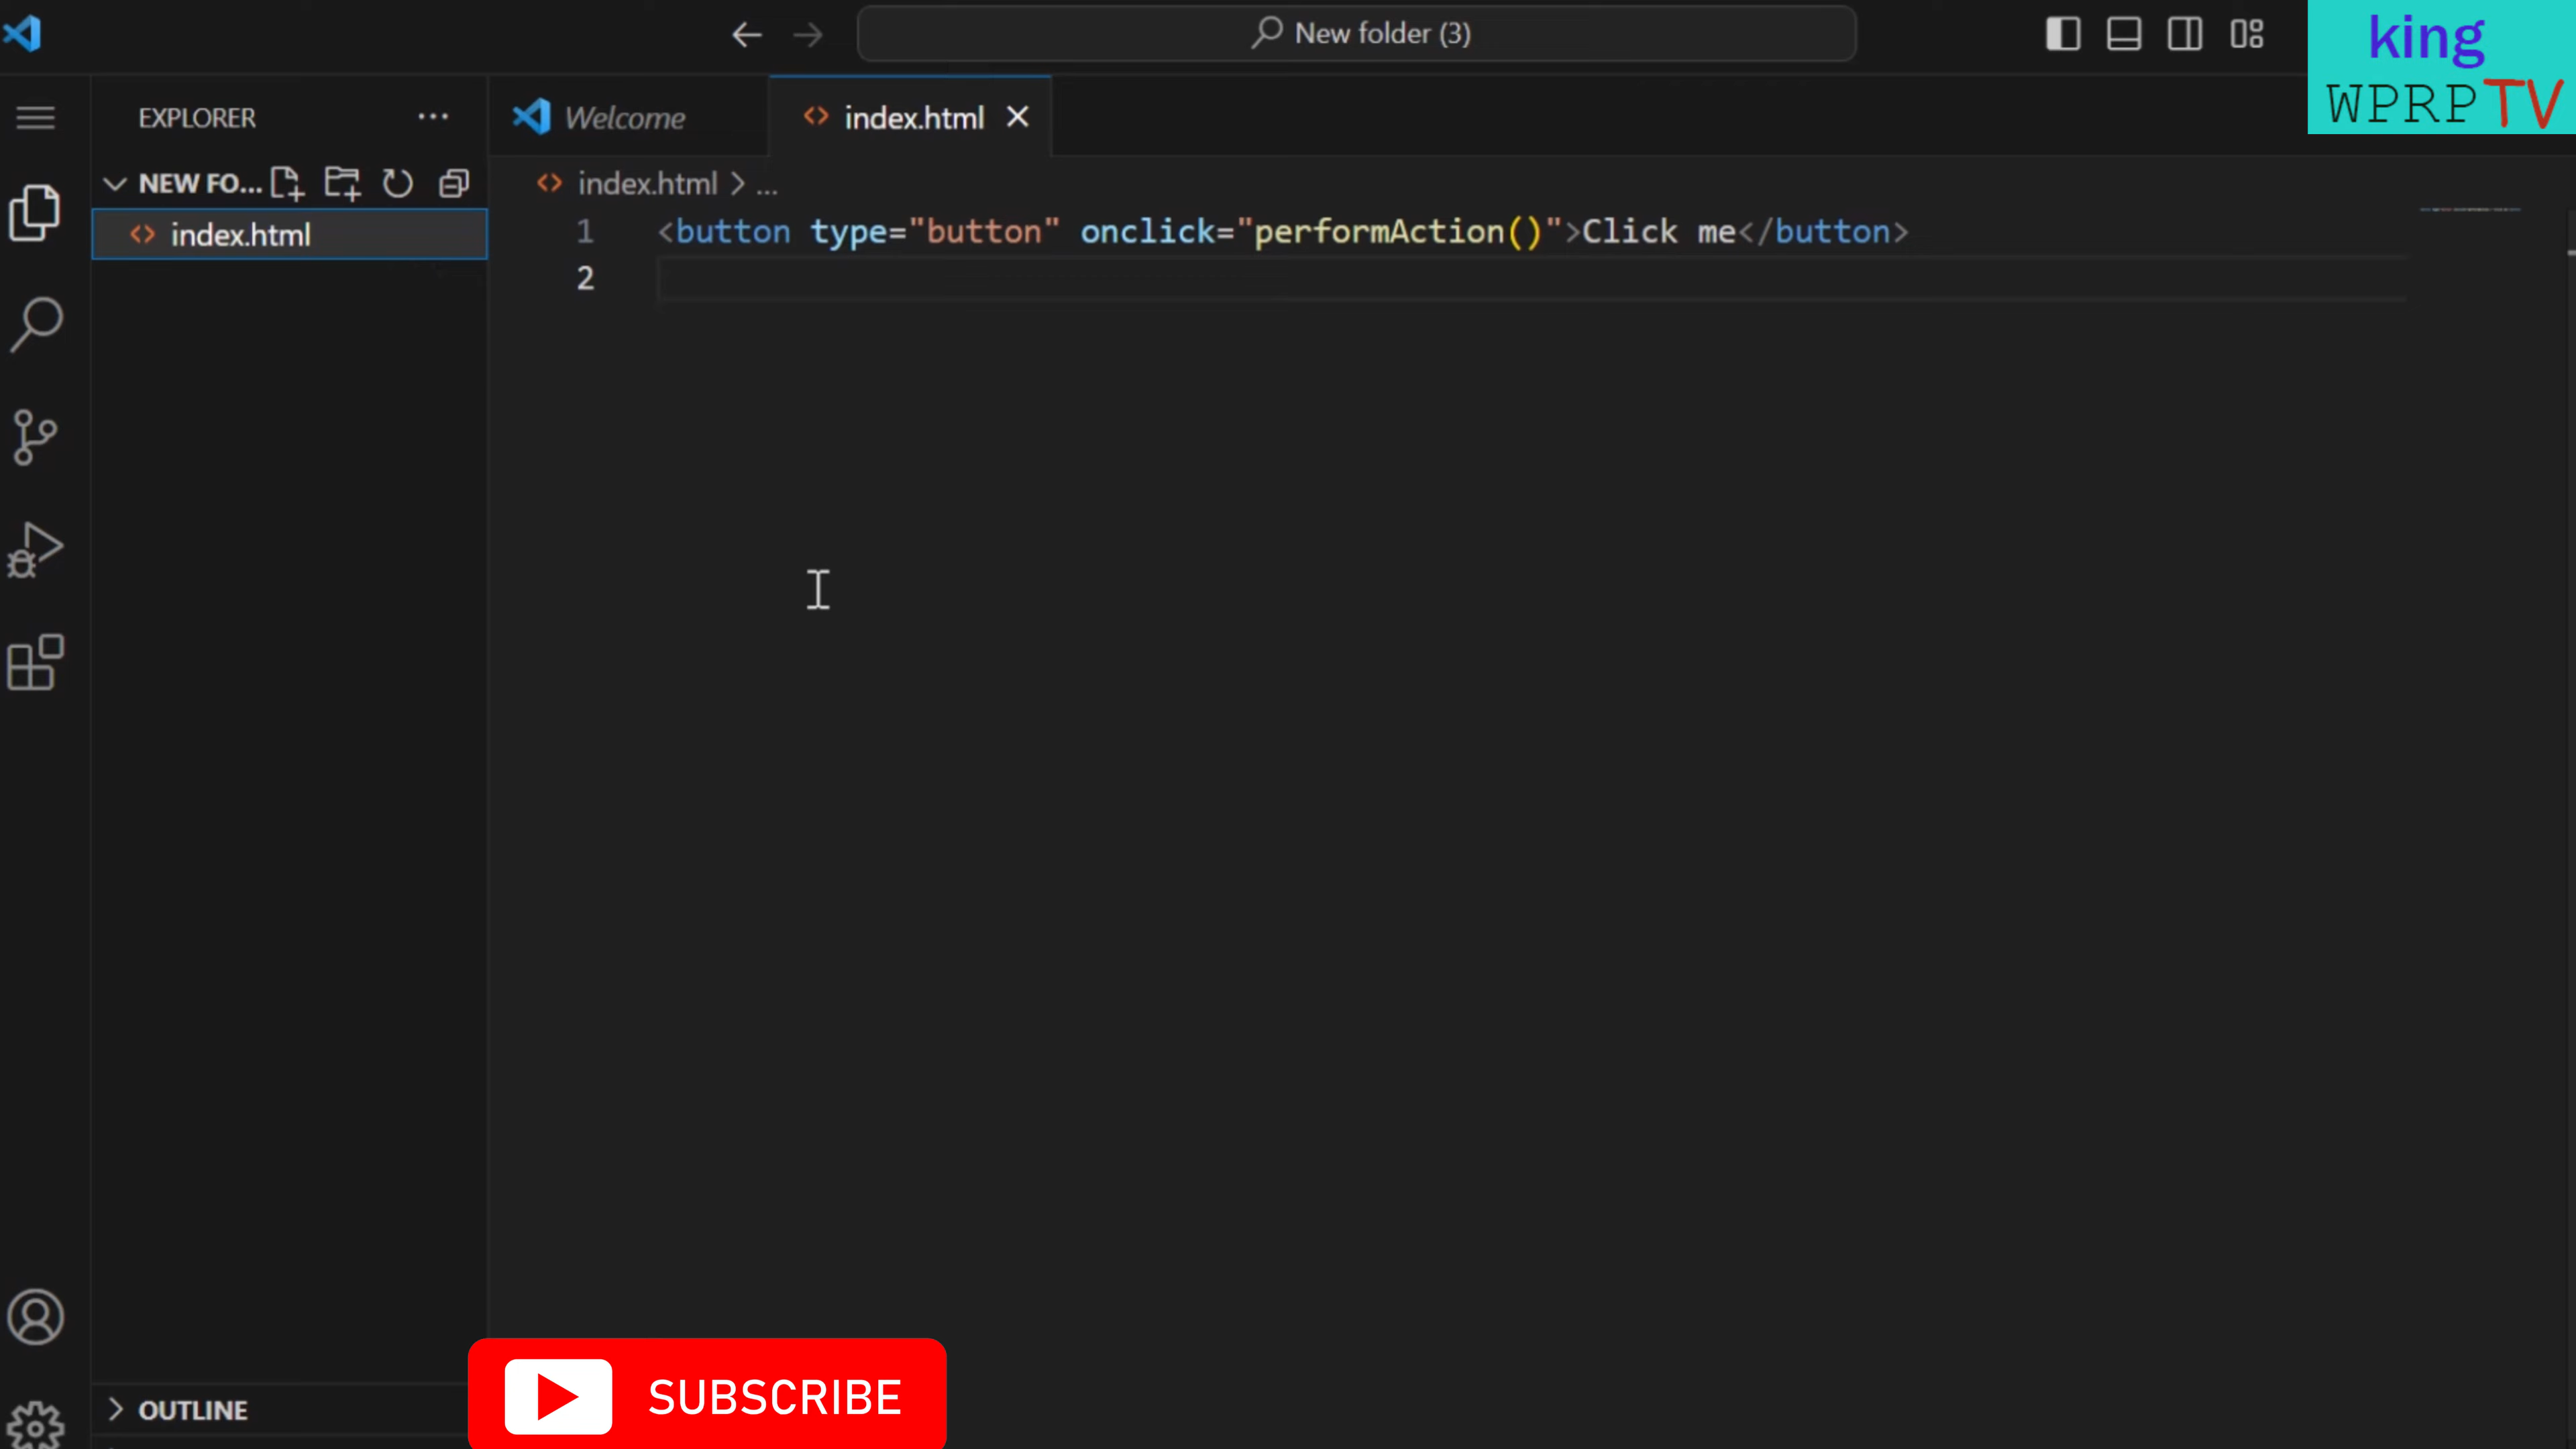 New folder (3)
king
WPRPTV
EXPLORER
Welcome
index.html
NEW FO...
index.html > ...
index.html
1 <button type="button" onclick="performAction()">Click me</button>
2
OUTLINE
SUBSCRIBE